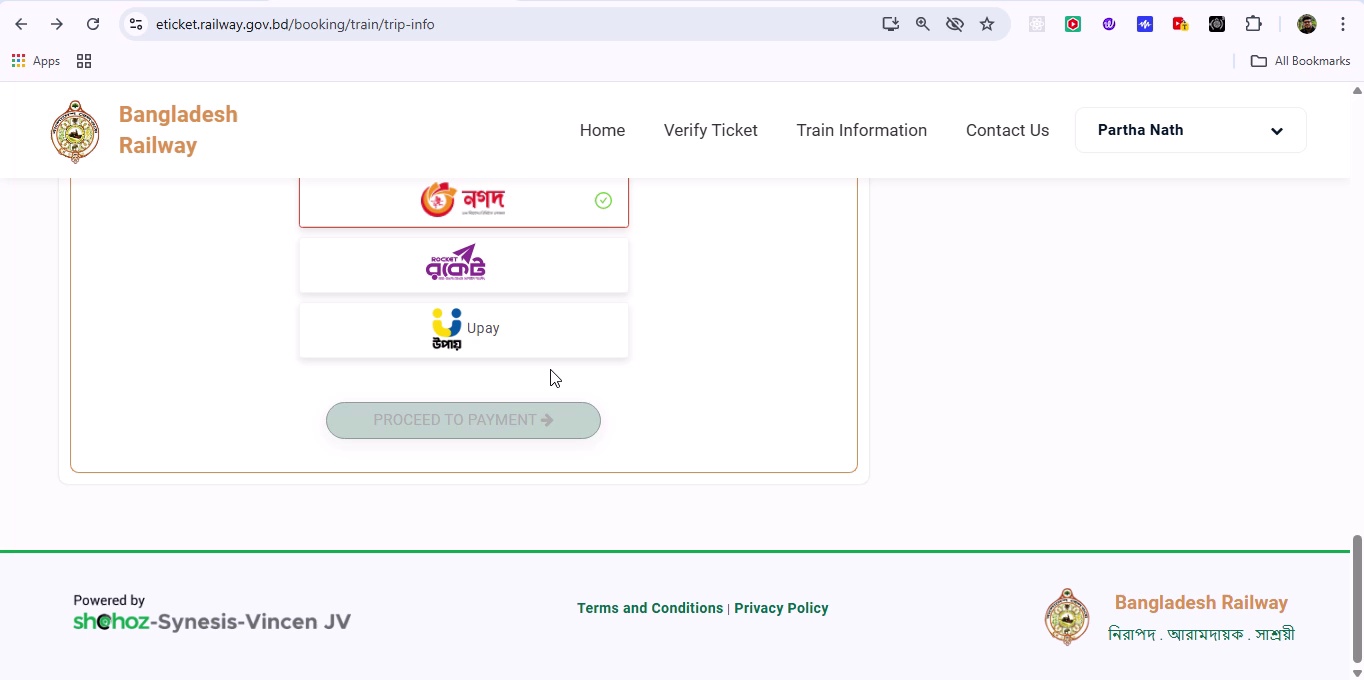 eticket.railway.gov.bd/booking/train/trip-info
Apps
All Bookmarks
Bangladesh
Railway
Home
Verify Ticket
Train Information
Contact Us
Partha Nath
নগদ
ROCKET
রকেট
Upay
উপায়
PROCEED TO PAYMENT
Powered by
shohoz-Synesis-Vincen JV
Terms and Conditions | Privacy Policy
Bangladesh Railway
নিরাপদ . আরামদায়ক . সাশ্রয়ী